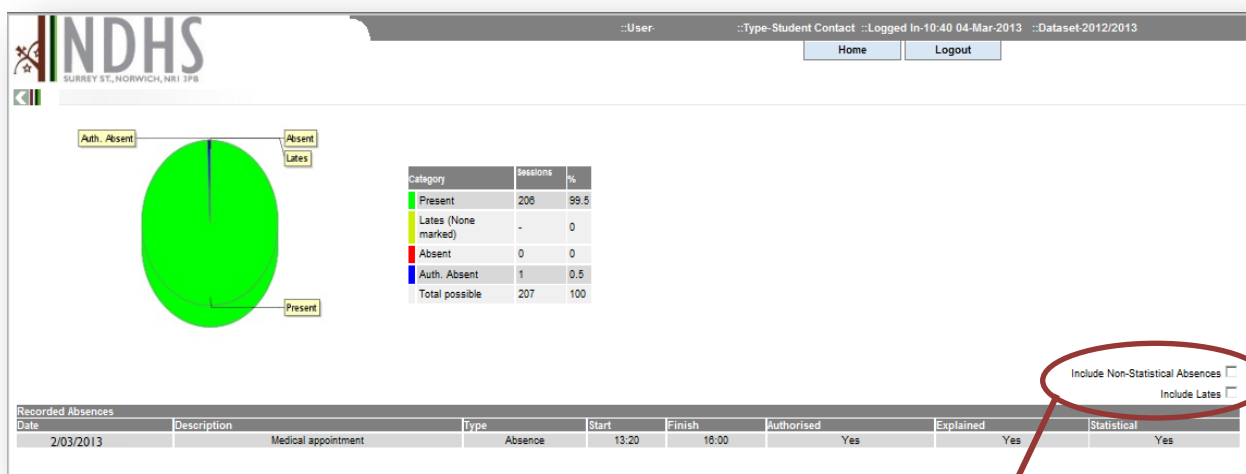 ::User- ::Type-Student Contact ::Logged In-10:40 04-Mar-2013 ::Dataset-2012/2013
NDHS
SURREY ST., NORWICH, NR1 3PB
Home Logout
Auth. Absent
Absent
Lates
Present
Category Sessions %
Present 206 99.5
Lates (None
marked) - 0
Absent 0 0
Auth. Absent 1 0.5
Total possible 207 100
Include Non-Statistical Absences
Include Lates
Recorded Absences
Date Description Type Start Finish Authorised Explained Statistical
2/03/2013 Medical appointment Absence 13:20 16:00 Yes Yes Yes